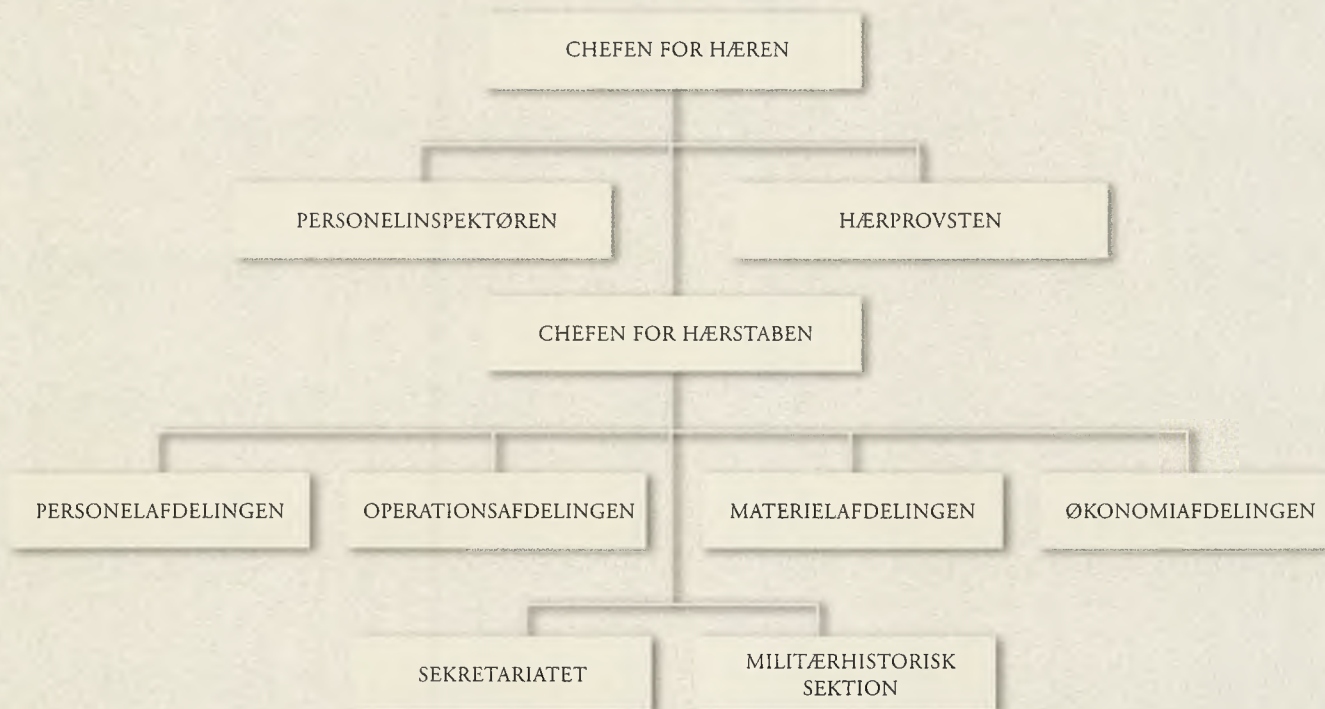 CHEFEN FOR HÆREN
PERSONELINSPEKTØREN
HÆRPROVSTEN
CHEFEN FOR HÆRSTABEN
PERSONELAFDELINGEN
OPERATIONSAFDELINGEN
MATERIELAFDELINGEN
ØKONOMIAFDELINGEN
SEKRETARIATET
MILITÆRHISTORISK
SEKTION